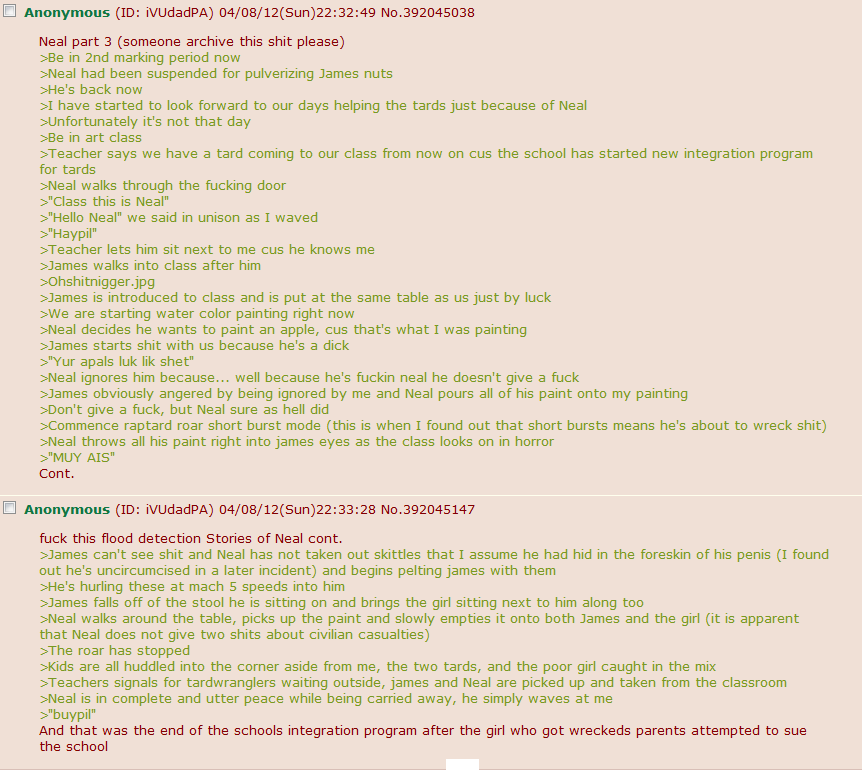 Anonymous (ID: iVUdadPA) 04/08/12(Sun)22:32:49 No.392045038
Neal part 3 (someone archive this shit please)
>Be in 2nd marking period now
>Neal had been suspended for pulverizing James nuts
>He's back now
>I have started to look forward to our days helping the tards just because of Neal
>Unfortunately it's not that day
>Be in art class
>Teacher says we have a tard coming to our class from now on cus the school has started new integration program
for tards
>Neal walks through the fucking door
>"Class this is Neal"
>"Hello Neal" we said in unison as I waved
>"Haypil"
>Teacher lets him sit next to me cus he knows me
>James walks into class after him
>Ohshitnigger.jpg
>James is introduced to class and is put at the same table as us just by luck
>We are starting water color painting right now
>Neal decides he wants to paint an apple, cus that's what I was painting
>James starts shit with us because he's a dick
>"Yur apals luk lik shet"
>Neal ignores him because... well because he's fuckin neal he doesn't give a fuck
>James obviously angered by being ignored by me and Neal pours all of his paint onto my painting
>Don't give a fuck, but Neal sure as hell did
>Commence raptard roar short burst mode (this is when I found out that short bursts means he's about to wreck shit)
>Neal throws all his paint right into james eyes as the class looks on in horror
>"MUY AIS"
Cont.
Anonymous (ID: iVUdadPA) 04/08/12(Sun)22:33:28 No.392045147
fuck this flood detection Stories of Neal cont.
>James can't see shit and Neal has not taken out skittles that I assume he had hid in the foreskin of his penis (I found
out he's uncircumcised in a later incident) and begins pelting james with them
>He's hurling these at mach 5 speeds into him
>James falls off of the stool he is sitting on and brings the girl sitting next to him along too
>Neal walks around the table, picks up the paint and slowly empties it onto both James and the girl (it is apparent
that Neal does not give two shits about civilian casualties)
>The roar has stopped
>Kids are all huddled into the corner aside from me, the two tards, and the poor girl caught in the mix
>Teachers signals for tardwranglers waiting outside, james and Neal are picked up and taken from the classroom
>Neal is in complete and utter peace while being carried away, he simply waves at me
>"buypil"
And that was the end of the schools integration program after the girl who got wreckeds parents attempted to sue
the school